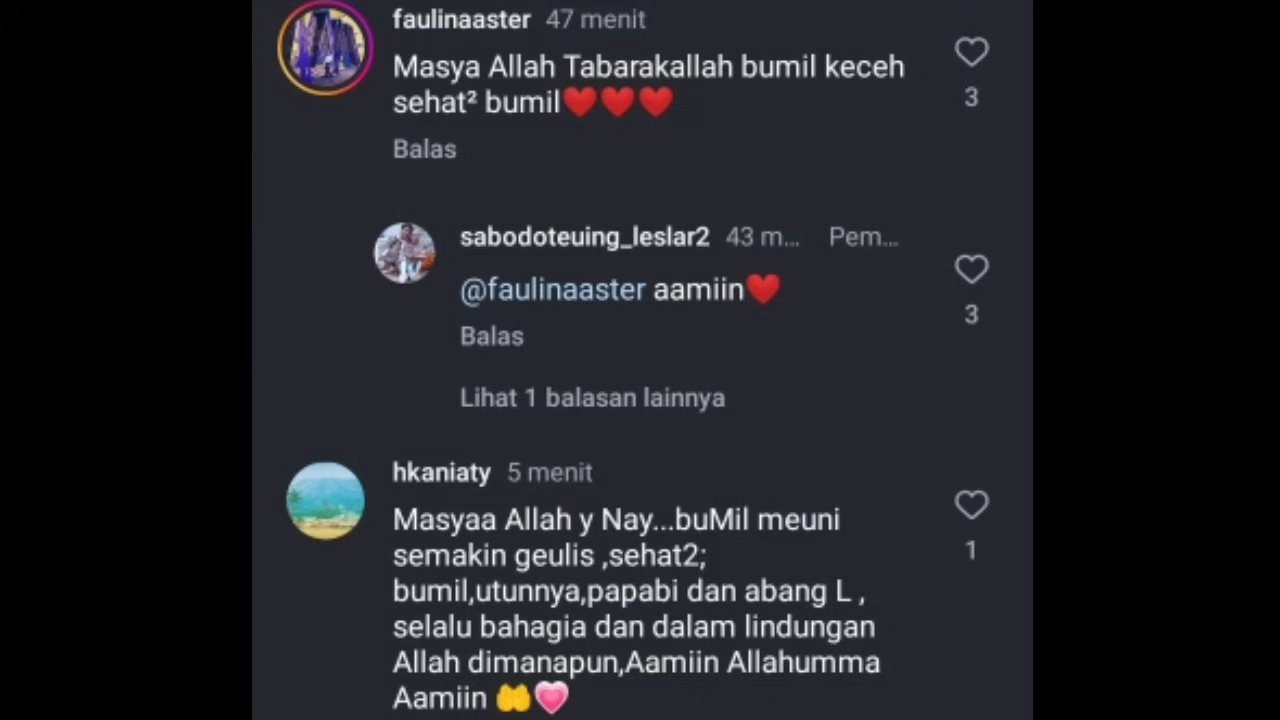 faulinaaster 47 menit
Masya Allah Tabarakallah bumil keceh
sehat² bumil❤️❤️❤️
3
Balas
sabodoteuing_leslar2 43 m... Pem...
@faulinaaster aamiin❤️
3
Balas
Lihat 1 balasan lainnya
hkaniaty 5 menit
Masyaa Allah y Nay...buMil meuni
semakin geulis ,sehat2;
1
bumil,utunnya,papabi dan abang L ,
selalu bahagia dan dalam lindungan
Allah dimanapun,Aamiin Allahumma
Aamiin 🤲💗